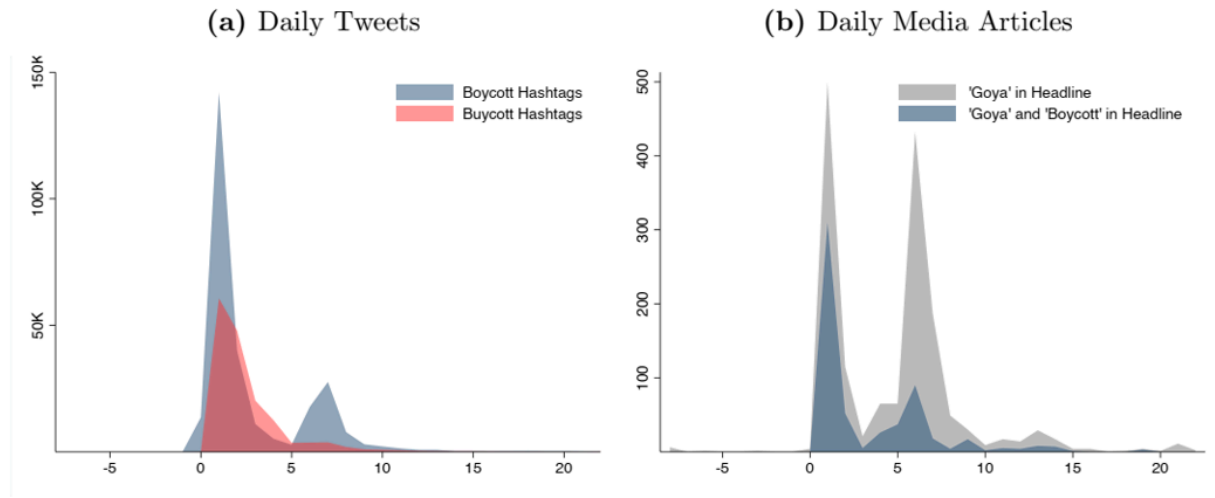 (a) Daily Tweets
150K
100K
50K
Boycott Hashtags
Buycott Hashtags
-5 0 5 10 15 20
(b) Daily Media Articles
500
400
300
200
100
'Goya' in Headline
'Goya' and 'Boycott' in Headline
-5 0 5 10 15 20